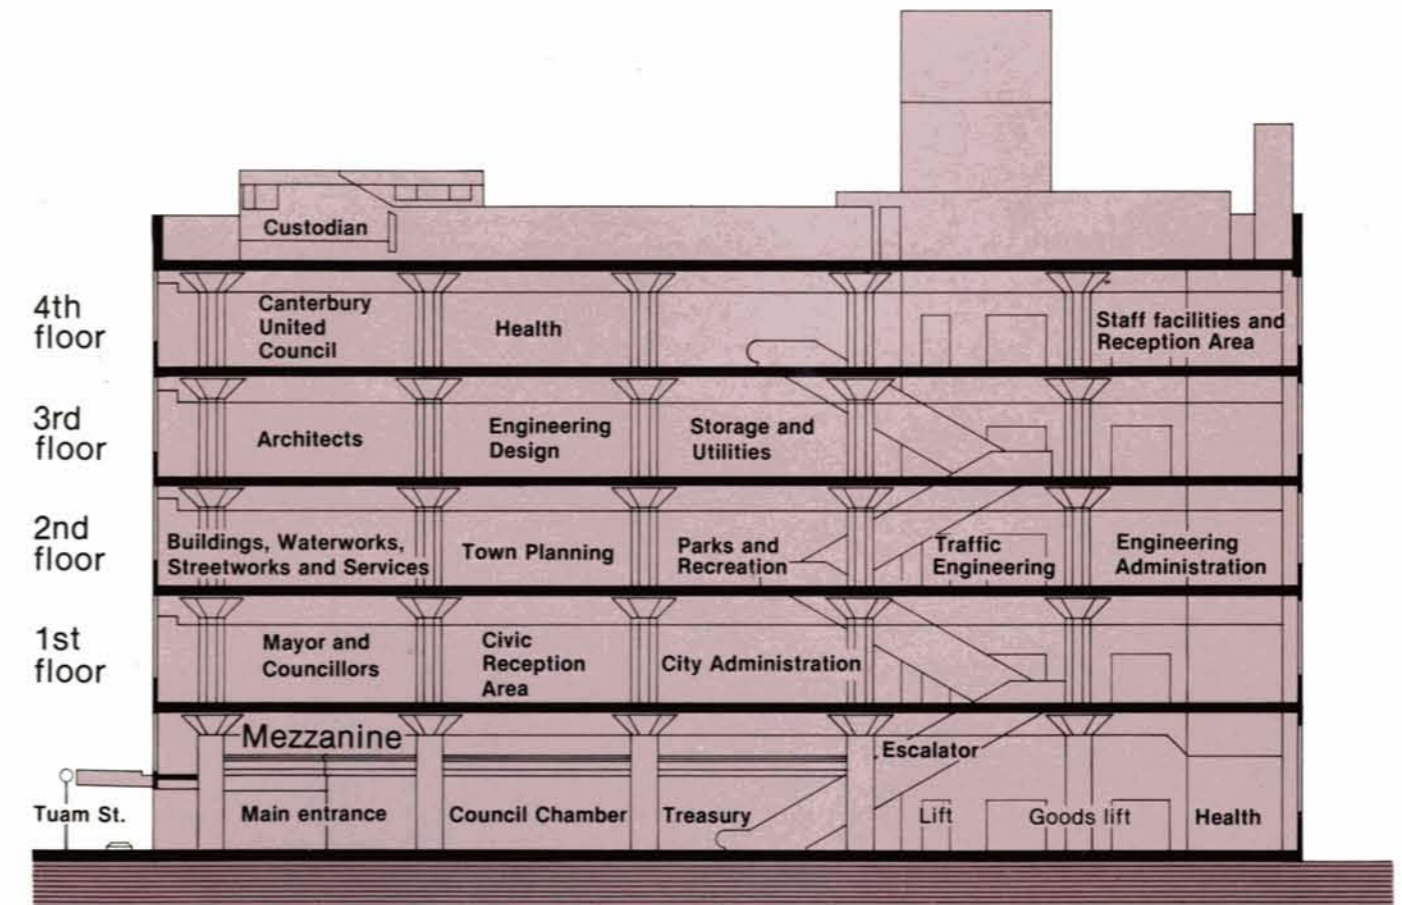 Custodian
4th
floor
Canterbury
United
Council
Health
Staff facilities and
Reception Area
3rd
floor
Architects
Engineering
Design
Storage and
Utilities
2nd
floor
Buildings, Waterworks,
Streetworks and Services
Town Planning
Parks and
Recreation
Traffic
Engineering
Engineering
Administration
1st
floor
Mayor and
Councillors
Civic
Reception
Area
City Administration
Mezzanine
Escalator
Tuam St.
Main entrance
Council Chamber
Treasury
Lift
Goods lift
Health